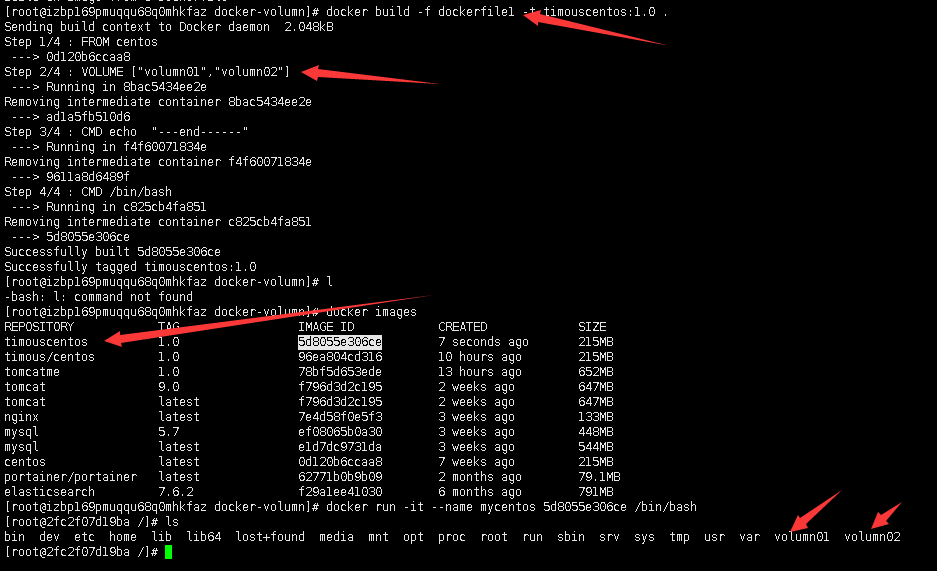 [root@izbp169pmuqqu68q0mhkfaz docker-volumn]# docker build -f dockerfile1 -t timouscentos:1.0 .
Sending build context to Docker daemon  2.048kB
Step 1/4 : FROM centos
 ---> 0d120b6ccaa8
Step 2/4 : VOLUME ["volumn01","volumn02"]
 ---> Running in 8bac5434ee2e
Removing intermediate container 8bac5434ee2e
 ---> ad1a5fb510d6
Step 3/4 : CMD echo  "---end------"
 ---> Running in f4f60071834e
Removing intermediate container f4f60071834e
 ---> 9611a8d6489f
Step 4/4 : CMD /bin/bash
 ---> Running in c825cb4fa851
Removing intermediate container c825cb4fa851
 ---> 5d8055e306ce
Successfully built 5d8055e306ce
Successfully tagged timouscentos:1.0
[root@izbp169pmuqqu68q0mhkfaz docker-volumn]# l
-bash: l: command not found
[root@izbp169pmuqqu68q0mhkfaz docker-volumn]# docker images
REPOSITORY TAG IMAGE ID CREATED SIZE
timouscentos 1.0 5d8055e306ce 7 seconds ago 215MB
timous/centos 1.0 96ea804cd316 10 hours ago 215MB
tomcatme 1.0 78bf5d653ede 13 hours ago 652MB
tomcat 9.0 f796d3d2c195 2 weeks ago 647MB
tomcat latest f796d3d2c195 2 weeks ago 647MB
nginx latest 7e4d58f0e5f3 3 weeks ago 133MB
mysql 5.7 ef08065b0a30 3 weeks ago 448MB
mysql latest e1d7dc9731da 3 weeks ago 544MB
centos latest 0d120b6ccaa8 7 weeks ago 215MB
portainer/portainer latest 62771b0b9b09 2 months ago 79.1MB
elasticsearch 7.6.2 f29a1ee41030 6 months ago 791MB
[root@izbp169pmuqqu68q0mhkfaz docker-volumn]# docker run -it --name mycentos 5d8055e306ce /bin/bash
[root@2fc2f07d19ba /]# ls
bin  dev  etc  home  lib  lib64  lost+found  media  mnt  opt  proc  root  run  sbin  srv  sys  tmp  usr  var  volumn01  volumn02
[root@2fc2f07d19ba /]#